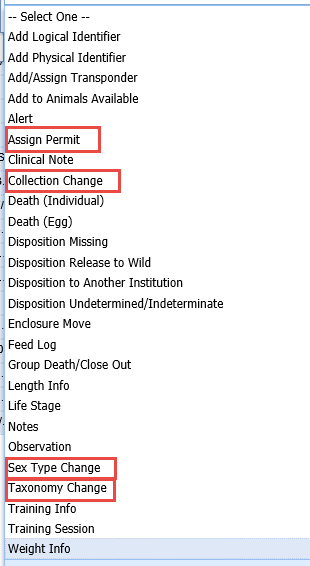 -- Select One --
Add Logical Identifier
Add Physical Identifier
Add/Assign Transponder
Add to Animals Available
Alert
Assign Permit
Clinical Note
Collection Change
Death (Individual)
Death (Egg)
Disposition Missing
Disposition Release to Wild
Disposition to Another Institution
Disposition Undetermined/Indeterminate
Enclosure Move
Feed Log
Group Death/Close Out
Length Info
Life Stage
Notes
Observation
Sex Type Change
Taxonomy Change
Training Info
Training Session
Weight Info